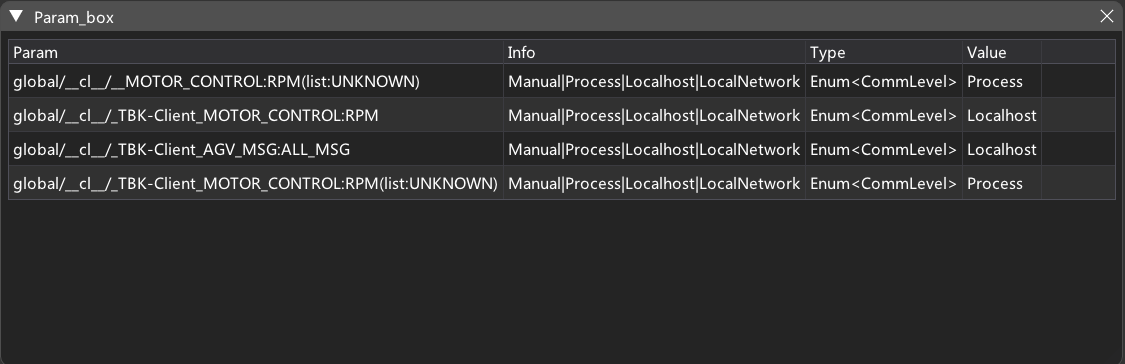 Param_box
Param Info Type Value
global/__cl__/__MOTOR_CONTROL:RPM(list:UNKNOWN) Manual|Process|Localhost|LocalNetwork Enum<CommLevel> Process
global/__cl__/_TBK-Client_MOTOR_CONTROL:RPM Manual|Process|Localhost|LocalNetwork Enum<CommLevel> Localhost
global/__cl__/_TBK-Client_AGV_MSG:ALL_MSG Manual|Process|Localhost|LocalNetwork Enum<CommLevel> Localhost
global/__cl__/_TBK-Client_MOTOR_CONTROL:RPM(list:UNKNOWN) Manual|Process|Localhost|LocalNetwork Enum<CommLevel> Process